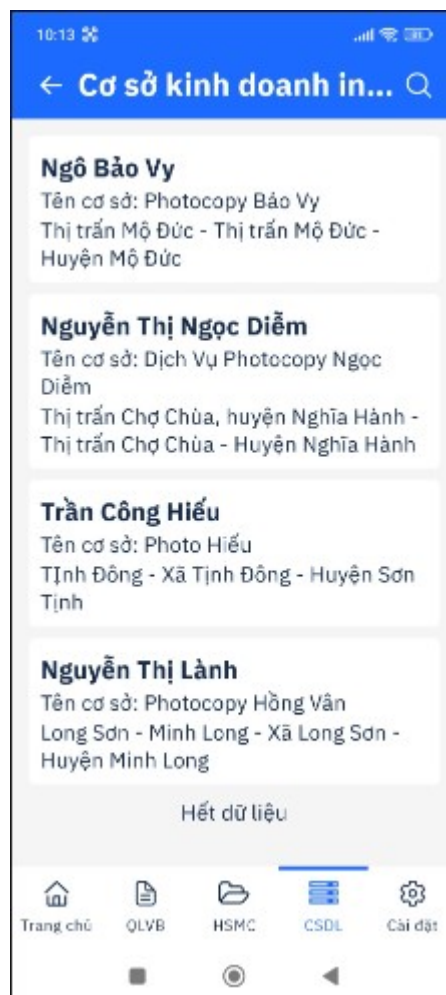 10:13
← Cơ sở kinh doanh in...
Ngô Bảo Vy
Tên cơ sở: Photocopy Bảo Vy
Thị trấn Mộ Đức - Thị trấn Mộ Đức -
Huyện Mộ Đức
Nguyễn Thị Ngọc Diễm
Tên cơ sở: Dịch Vụ Photocopy Ngọc
Diễm
Thị trấn Chợ Chùa, huyện Nghĩa Hành -
Thị trấn Chợ Chùa - Huyện Nghĩa Hành
Trần Công Hiếu
Tên cơ sở: Photo Hiếu
TỊnh Đông - Xã Tịnh Đông - Huyện Sơn
Tịnh
Nguyễn Thị Lành
Tên cơ sở: Photocopy Hồng Vân
Long Sơn - Minh Long - Xã Long Sơn -
Huyện Minh Long
Hết dữ liệu
Trang chủ QLVB HSMC CSDL Cài đặt